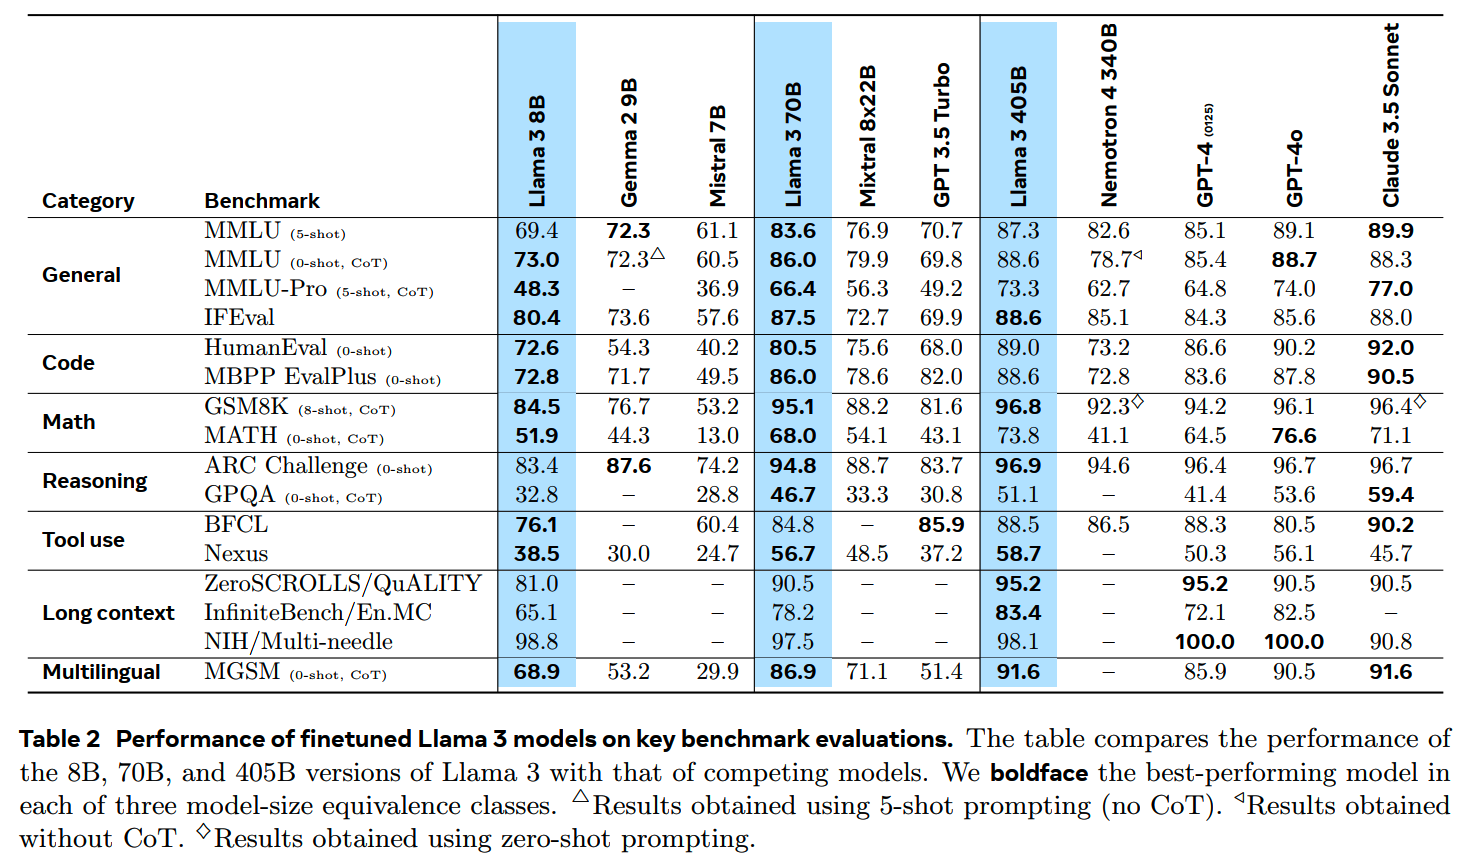 Category Benchmark Llama 3 8B Gemma 2 9B Mistral 7B Llama 3 70B Mixtral 8x22B GPT 3.5 Turbo Llama 3 405B Nemotron 4 340B GPT-4 (0125) GPT-4o Claude 3.5 Sonnet
General
MMLU (5-shot) 69.4 72.3 61.1 83.6 76.9 70.7 87.3 82.6 85.1 89.1 89.9
MMLU (0-shot, CoT) 73.0 72.3△ 60.5 86.0 79.9 69.8 88.6 78.7◁ 85.4 88.7 88.3
MMLU-Pro (5-shot, CoT) 48.3 – 36.9 66.4 56.3 49.2 73.3 62.7 64.8 74.0 77.0
IFEval 80.4 73.6 57.6 87.5 72.7 69.9 88.6 85.1 84.3 85.6 88.0
Code
HumanEval (0-shot) 72.6 54.3 40.2 80.5 75.6 68.0 89.0 73.2 86.6 90.2 92.0
MBPP EvalPlus (0-shot) 72.8 71.7 49.5 86.0 78.6 82.0 88.6 72.8 83.6 87.8 90.5
Math
GSM8K (8-shot, CoT) 84.5 76.7 53.2 95.1 88.2 81.6 96.8 92.3♢ 94.2 96.1 96.4♢
MATH (0-shot, CoT) 51.9 44.3 13.0 68.0 54.1 43.1 73.8 41.1 64.5 76.6 71.1
Reasoning
ARC Challenge (0-shot) 83.4 87.6 74.2 94.8 88.7 83.7 96.9 94.6 96.4 96.7 96.7
GPQA (0-shot, CoT) 32.8 – 28.8 46.7 33.3 30.8 51.1 – 41.4 53.6 59.4
Tool use
BFCL 76.1 – 60.4 84.8 – 85.9 88.5 86.5 88.3 80.5 90.2
Nexus 38.5 30.0 24.7 56.7 48.5 37.2 58.7 – 50.3 56.1 45.7
Long context
ZeroSCROLLS/QuALITY 81.0 – – 90.5 – – 95.2 – 95.2 90.5 90.5
InfiniteBench/En.MC 65.1 – – 78.2 – – 83.4 – 72.1 82.5 –
NIH/Multi-needle 98.8 – – 97.5 – – 98.1 – 100.0 100.0 90.8
Multilingual
MGSM (0-shot, CoT) 68.9 53.2 29.9 86.9 71.1 51.4 91.6 – 85.9 90.5 91.6
Table 2 Performance of finetuned Llama 3 models on key benchmark evaluations. The table compares the performance of
the 8B, 70B, and 405B versions of Llama 3 with that of competing models. We boldface the best-performing model in
each of three model-size equivalence classes. △Results obtained using 5-shot prompting (no CoT). ◁Results obtained
without CoT. ♢Results obtained using zero-shot prompting.